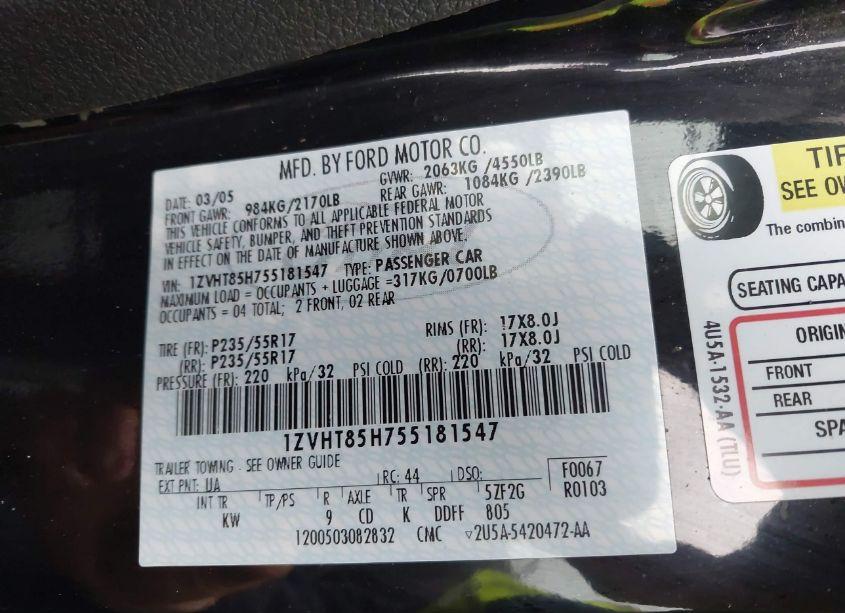 MFD. BY FORD MOTOR CO.
DATE: 03/05 GVWR: 2063KG /4550LB
FRONT GAWR: 984KG/2170LB REAR GAWR: 1084KG /2390LB
THIS VEHICLE CONFORMS TO ALL APPLICABLE FEDERAL MOTOR
VEHICLE SAFETY, BUMPER, AND THEFT PREVENTION STANDARDS
IN EFFECT ON THE DATE OF MANUFACTURE SHOWN ABOVE.
VIN: 1ZVHT85H755181547 TYPE: PASSENGER CAR
MAXIMUM LOAD = OCCUPANTS + LUGGAGE =317KG/0700LB
OCCUPANTS = 04 TOTAL; 2 FRONT, 02 REAR
TIRE (FR): P235/55R17 RIMS (FR): 17X8.0J
(RR): P235/55R17 (RR): 17X8.0J
PRESSURE (FR): 220 kPa/32 PSI COLD (RR): 220 kPa/32 PSI COLD
1ZVHT85H755181547
TRAILER TOWING - SEE OWNER GUIDE
EXT PNT: UA RC: 44 DSO: F0067
INT TR TP/PS R AXLE TR SPR 5ZF2G R0103
KW 9 CD K DDFF 805
1200503082832 CMC ▽2U5A-5420472-AA
SEE OW
The combin
SEATING CAPA
ORIGIN
FRONT
REAR
SPA
4U5A-1532-AA (TLU)